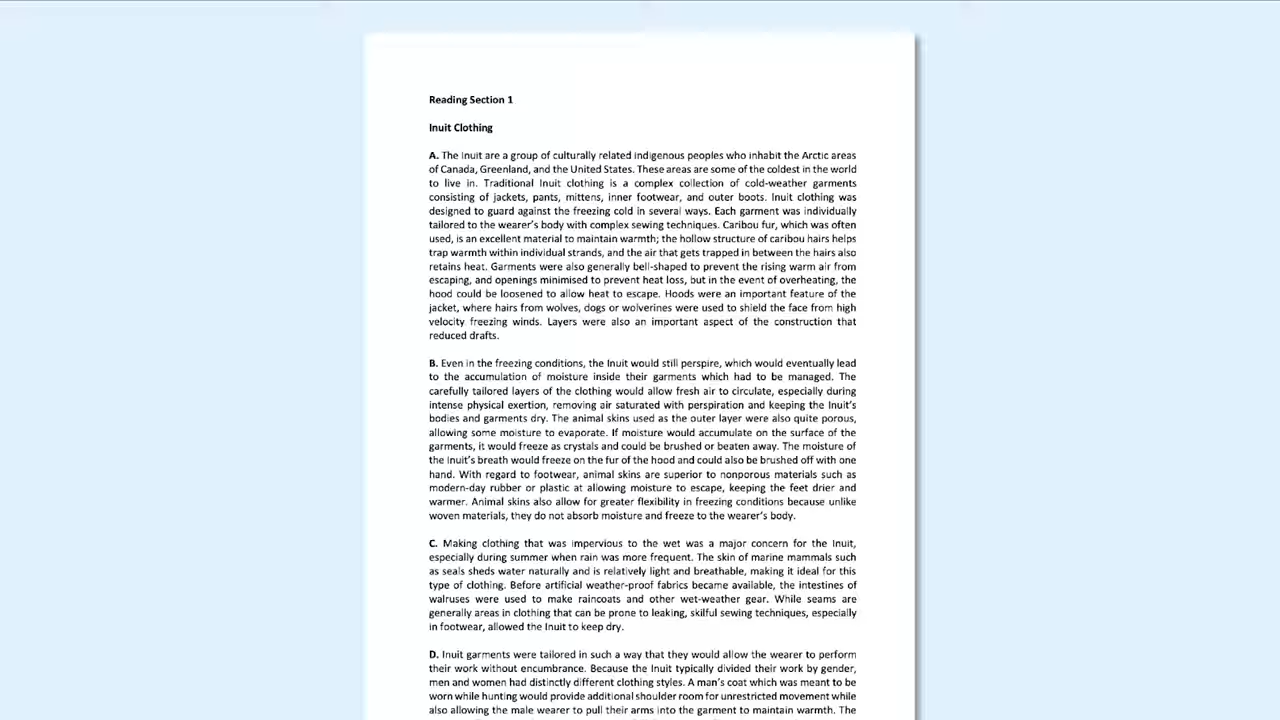 Reading Section 1
Inuit Clothing
A. The Inuit are a group of culturally related indigenous peoples who inhabit the Arctic areas
of Canada, Greenland, and the United States. These areas are some of the coldest in the world
to live in. Traditional Inuit clothing is a complex collection of cold-weather garments
consisting of jackets, pants, mittens, inner footwear, and outer boots. Inuit clothing was
designed to guard against the freezing cold in several ways. Each garment was individually
tailored to the wearer's body with complex sewing techniques. Caribou fur, which was often
used, is an excellent material to maintain warmth; the hollow structure of caribou hairs helps
trap warmth within individual strands, and the air that gets trapped in between the hairs also
retains heat. Garments were also generally bell-shaped to prevent the rising warm air from
escaping, and openings minimised to prevent heat loss, but in the event of overheating, the
hood could be loosened to allow heat to escape. Hoods were an important feature of the
jacket, where hairs from wolves, dogs or wolverines were used to shield the face from high
velocity freezing winds. Layers were also an important aspect of the construction that
reduced drafts.
B. Even in the freezing conditions, the Inuit would still perspire, which would eventually lead
to the accumulation of moisture inside their garments which had to be managed. The
carefully tailored layers of the clothing would allow fresh air to circulate, especially during
intense physical exertion, removing air saturated with perspiration and keeping the Inuit's
bodies and garments dry. The animal skins used as the outer layer were also quite porous,
allowing some moisture to evaporate. If moisture would accumulate on the surface of the
garments, it would freeze as crystals and could be brushed or beaten away. The moisture of
the Inuit's breath would freeze on the fur of the hood and could also be brushed off with one
hand. With regard to footwear, animal skins are superior to nonporous materials such as
modern-day rubber or plastic at allowing moisture to escape, keeping the feet drier and
warmer. Animal skins also allow for greater flexibility in freezing conditions because unlike
woven materials, they do not absorb moisture and freeze to the wearer's body.
C. Making clothing that was impervious to the wet was a major concern for the Inuit,
especially during summer when rain was more frequent. The skin of marine mammals such
as seals sheds water naturally and is relatively light and breathable, making it ideal for this
type of clothing. Before artificial weather-proof fabrics became available, the intestines of
walruses were used to make raincoats and other wet-weather gear. While seams are
generally areas in clothing that can be prone to leaking, skilful sewing techniques, especially
in footwear, allowed the Inuit to keep dry.
D. Inuit garments were tailored in such a way that they would allow the wearer to perform
their work without encumbrance. Because the Inuit typically divided their work by gender,
men and women had distinctly different clothing styles. A man's coat which was meant to be
worn while hunting would provide additional shoulder room for unrestricted movement while
also allowing the male wearer to pull their arms into the garment to maintain warmth. The